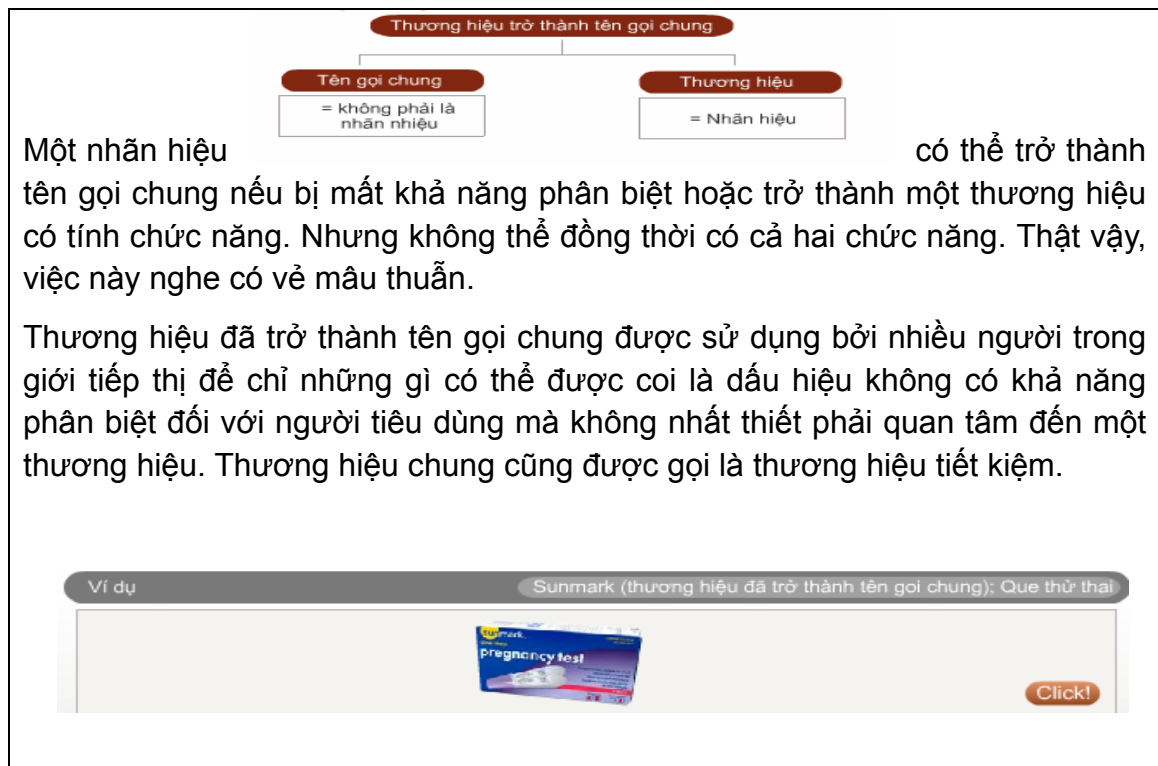 Thương hiệu trở thành tên gọi chung
Tên gọi chung
Thương hiệu
= không phải là
nhãn nhiệu
= Nhãn hiệu
Một nhãn hiệu có thể trở thành
tên gọi chung nếu bị mất khả năng phân biệt hoặc trở thành một thương hiệu
có tính chức năng. Nhưng không thể đồng thời có cả hai chức năng. Thật vậy,
việc này nghe có vẻ mâu thuẫn.
Thương hiệu đã trở thành tên gọi chung được sử dụng bởi nhiều người trong
giới tiếp thị để chỉ những gì có thể được coi là dấu hiệu không có khả năng
phân biệt đối với người tiêu dùng mà không nhất thiết phải quan tâm đến một
thương hiệu. Thương hiệu chung cũng được gọi là thương hiệu tiết kiệm.
Ví dụ
Sunmark (thương hiệu đã trở thành tên goi chung); Que thử thai
sunmark.
pregnancy test
Click!